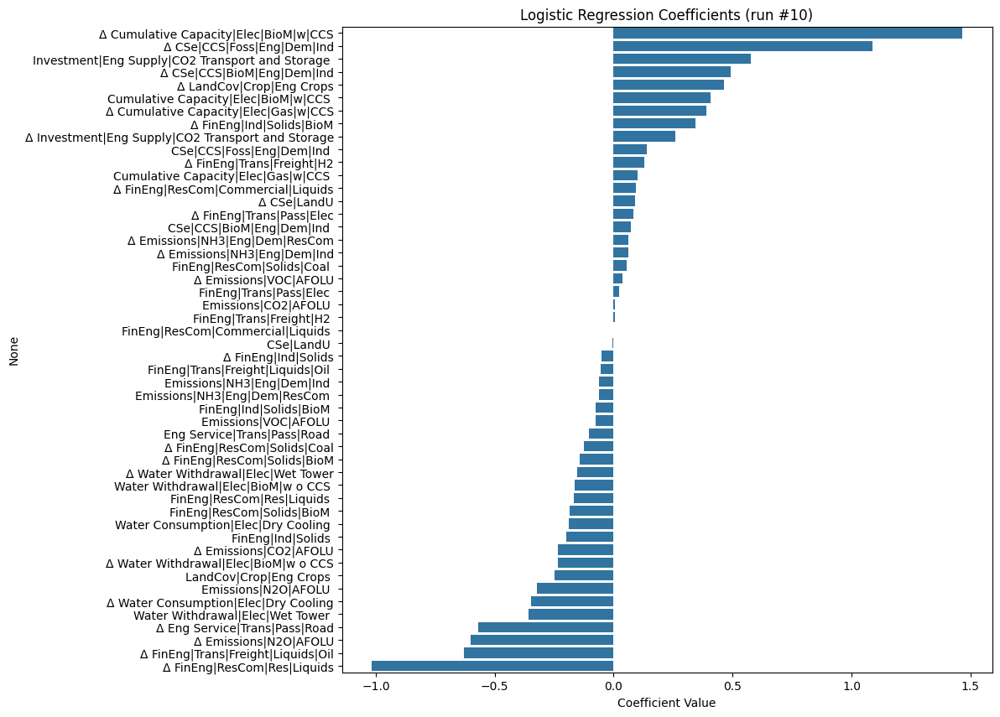 Logistic Regression Coefficients (run #10)
Δ Cumulative Capacity|Elec|BioM|w|CCS
Δ CSe|CCS|Foss|Eng|Dem|Ind
Investment|Eng Supply|CO2 Transport and Storage
Δ CSe|CCS|BioM|Eng|Dem|Ind
Δ LandCov|Crop|Eng Crops
Cumulative Capacity|Elec|BioM|w|CCS
Δ Cumulative Capacity|Elec|Gas|w|CCS
Δ FinEng|Ind|Solids|BioM
Δ Investment|Eng Supply|CO2 Transport and Storage
CSe|CCS|Foss|Eng|Dem|Ind
Δ FinEng|Trans|Freight|H2
Cumulative Capacity|Elec|Gas|w|CCS
Δ FinEng|ResCom|Commercial|Liquids
Δ CSe|LandU
Δ FinEng|Trans|Pass|Elec
CSe|CCS|BioM|Eng|Dem|Ind
Δ Emissions|NH3|Eng|Dem|ResCom
Δ Emissions|NH3|Eng|Dem|Ind
FinEng|ResCom|Solids|Coal
Δ Emissions|VOC|AFOLU
FinEng|Trans|Pass|Elec
Emissions|CO2|AFOLU
FinEng|Trans|Freight|H2
FinEng|ResCom|Commercial|Liquids
CSe|LandU
Δ FinEng|Ind|Solids
FinEng|Trans|Freight|Liquids|Oil
Emissions|NH3|Eng|Dem|Ind
Emissions|NH3|Eng|Dem|ResCom
FinEng|Ind|Solids|BioM
Emissions|VOC|AFOLU
Eng Service|Trans|Pass|Road
Δ FinEng|ResCom|Solids|Coal
Δ FinEng|ResCom|Solids|BioM
Δ Water Withdrawal|Elec|Wet Tower
Water Withdrawal|Elec|BioM|w o CCS
FinEng|ResCom|Res|Liquids
FinEng|ResCom|Solids|BioM
Water Consumption|Elec|Dry Cooling
FinEng|Ind|Solids
Δ Emissions|CO2|AFOLU
Δ Water Withdrawal|Elec|BioM|w o CCS
LandCov|Crop|Eng Crops
Emissions|N2O|AFOLU
Δ Water Consumption|Elec|Dry Cooling
Water Withdrawal|Elec|Wet Tower
Δ Eng Service|Trans|Pass|Road
Δ Emissions|N2O|AFOLU
Δ FinEng|Trans|Freight|Liquids|Oil
Δ FinEng|ResCom|Res|Liquids
None
−1.0 −0.5 0.0 0.5 1.0 1.5
Coefficient Value